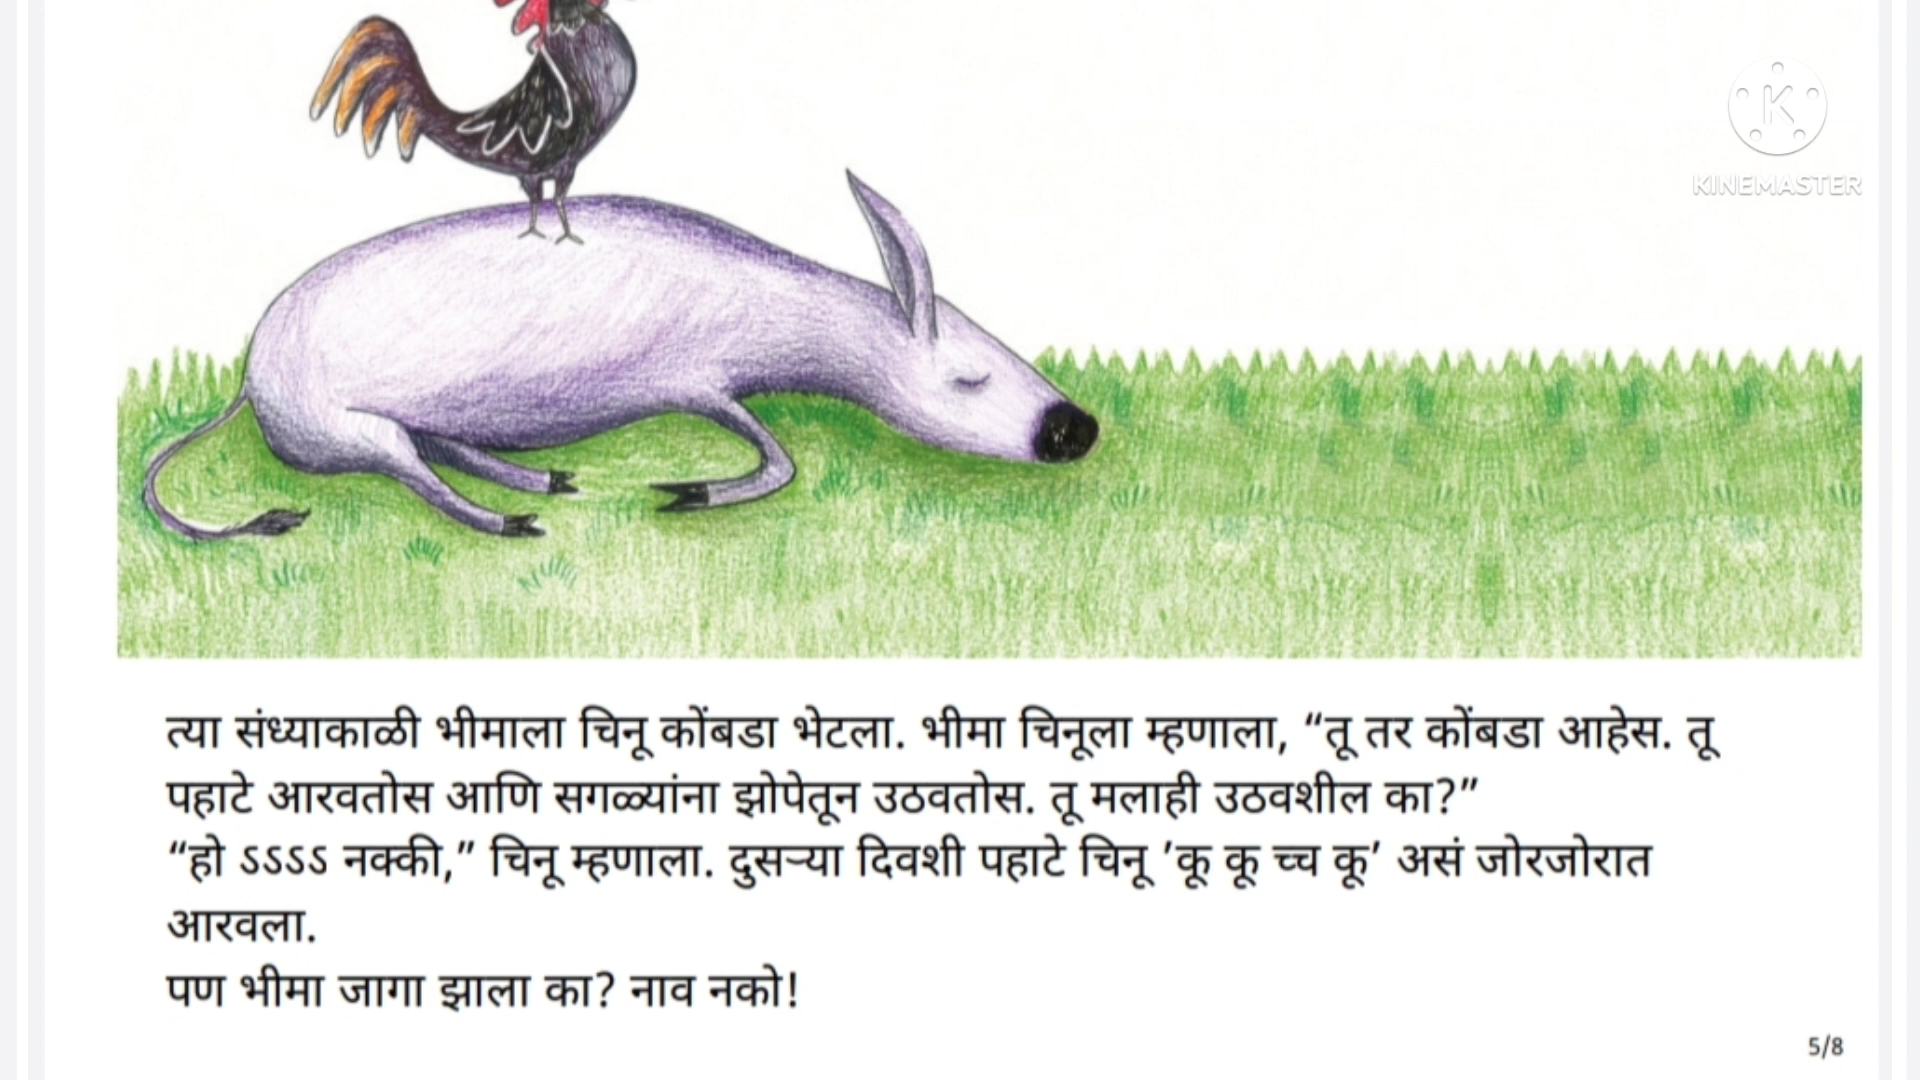 KINEMASTER
त्या संध्याकाळी भीमाला चिनू कोंबडा भेटला. भीमा चिनूला म्हणाला, “तू तर कोंबडा आहेस. तू
पहाटे आरवतोस आणि सगळ्यांना झोपेतून उठवतोस. तू मलाही उठवशील का?”
“हो ऽऽऽऽ नक्की,” चिनू म्हणाला. दुसऱ्या दिवशी पहाटे चिनू ’कू कू च्च कू’ असं जोरजोरात
आरवला.
पण भीमा जागा झाला का? नाव नको!
5/8